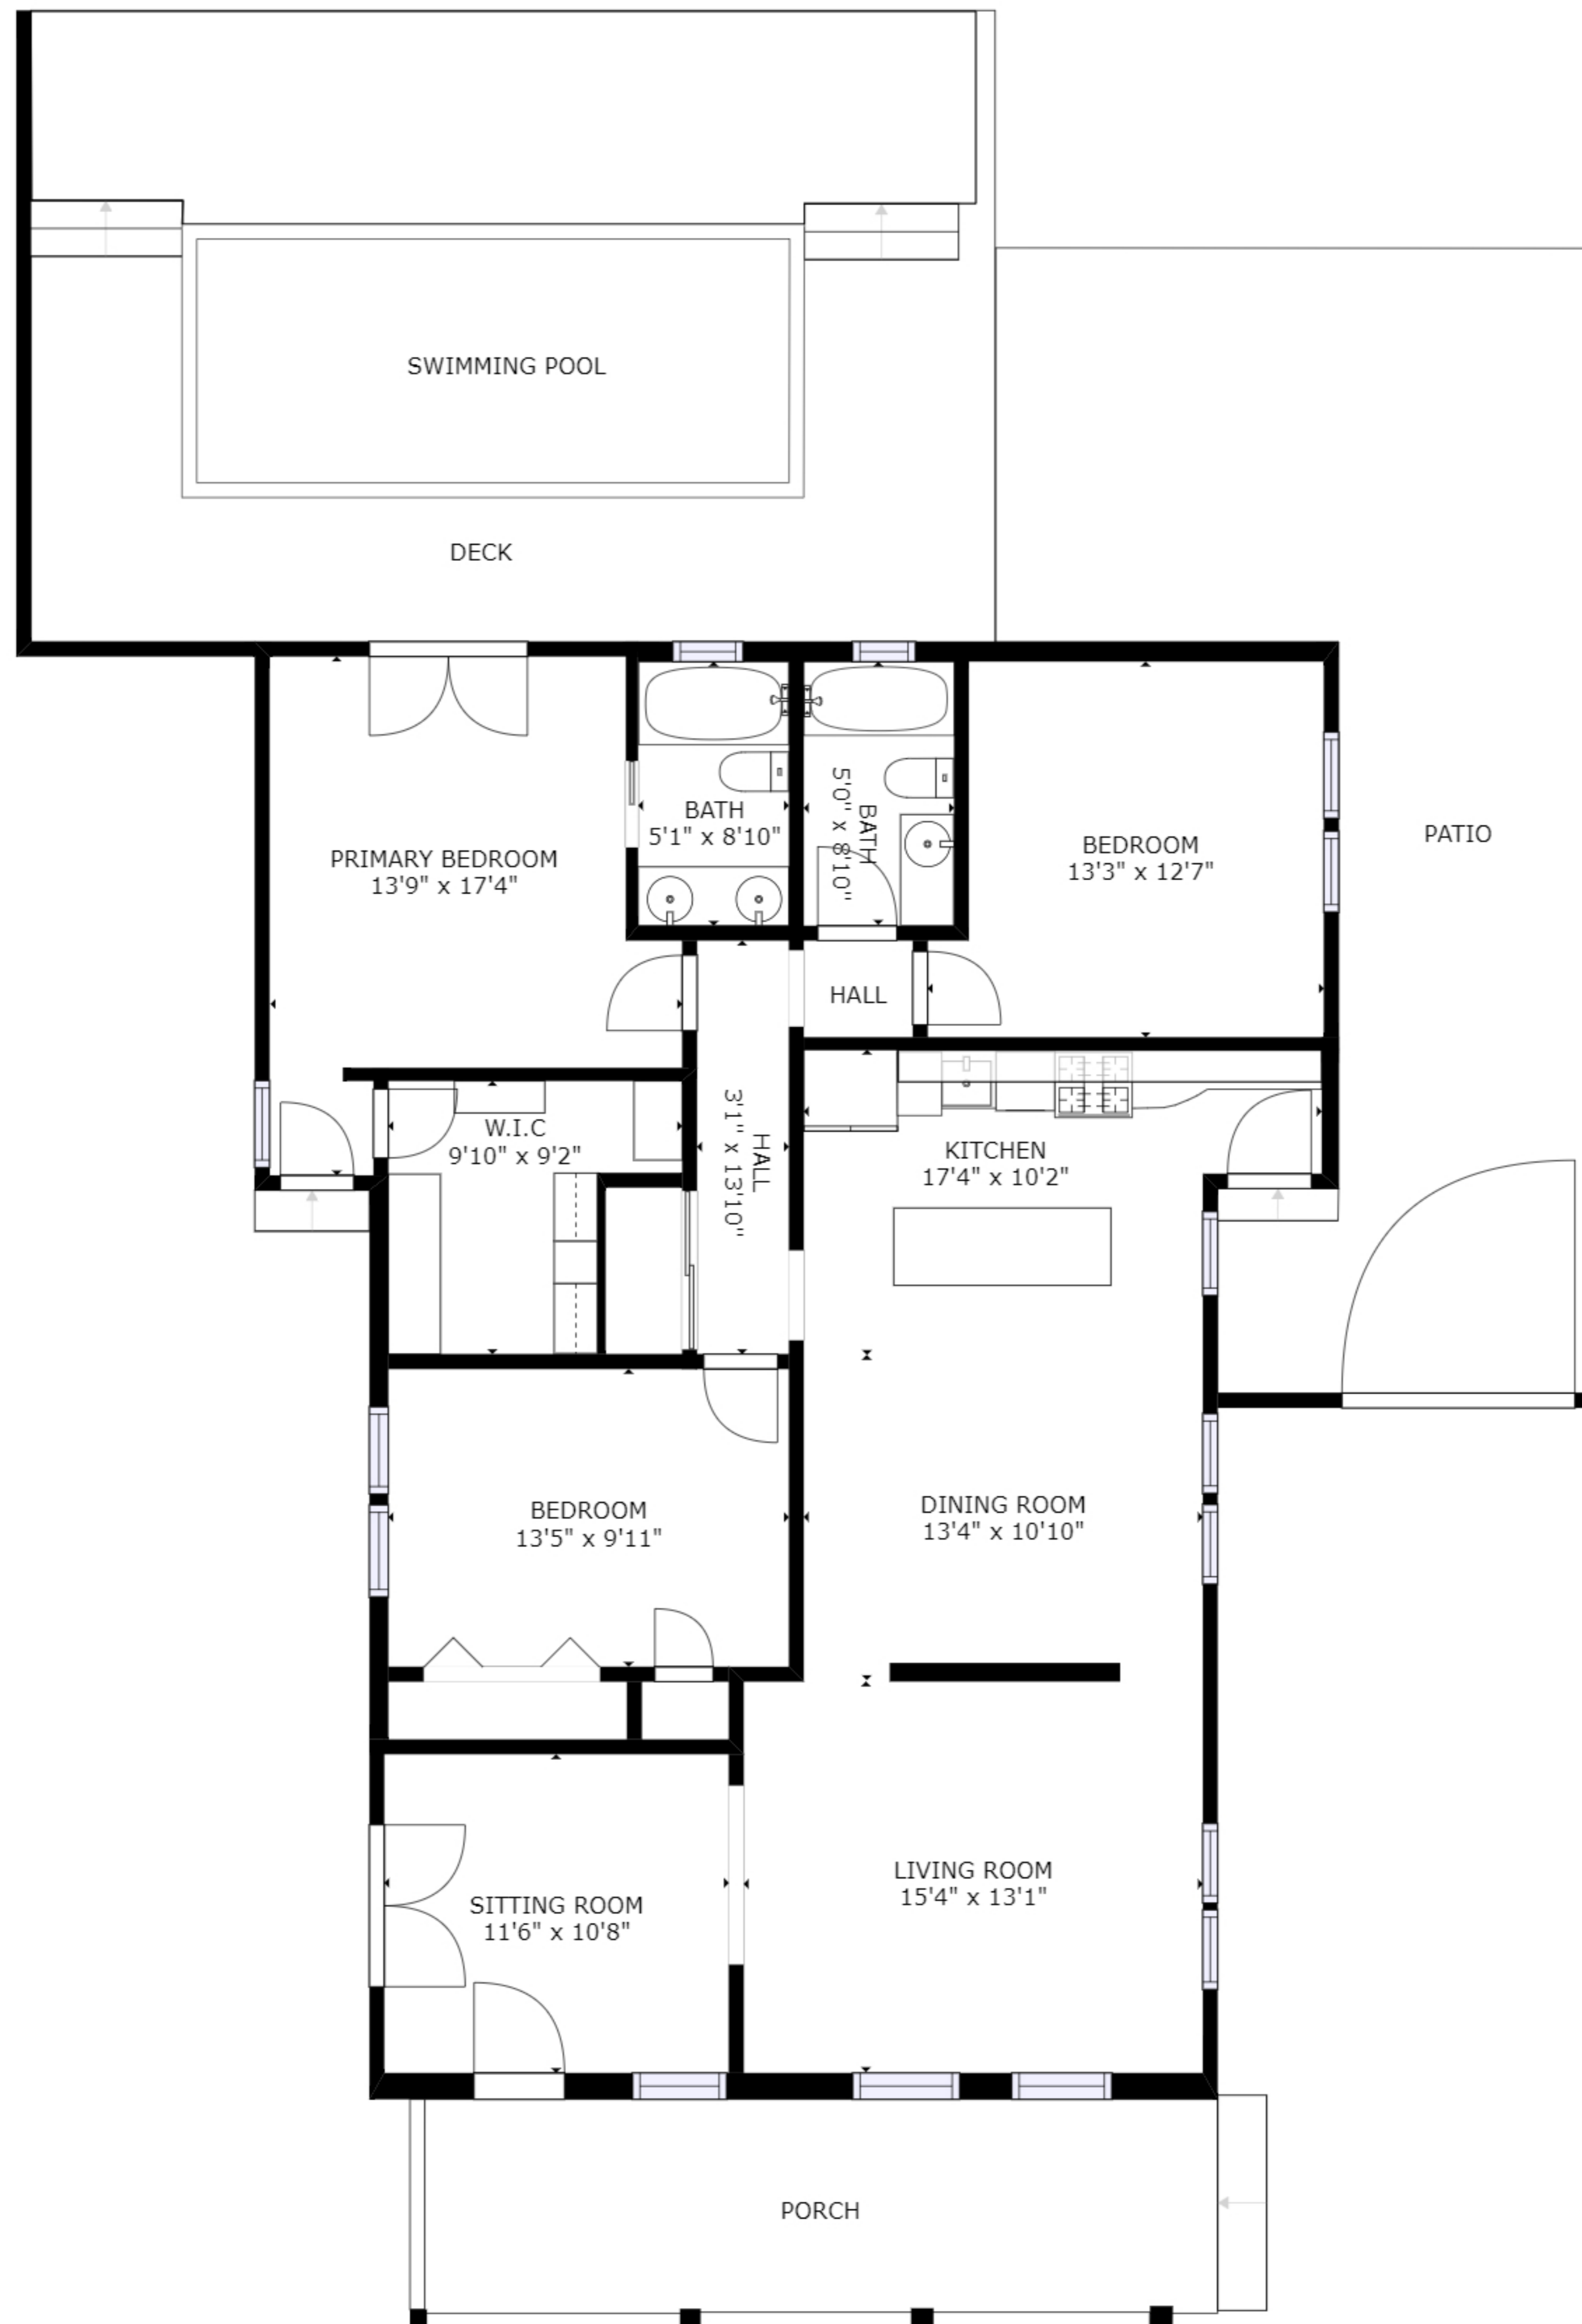 SWIMMING POOL
DECK
PRIMARY BEDROOM
13'9" x 17'4"
BATH
5'1" x 8'10"
BATH
5'0" x 8'10"
BEDROOM
13'3" x 12'7"
PATIO
HALL
W.I.C
9'10" x 9'2"
HALL
3'1" x 13'10"
KITCHEN
17'4" x 10'2"
BEDROOM
13'5" x 9'11"
DINING ROOM
13'4" x 10'10"
SITTING ROOM
11'6" x 10'8"
LIVING ROOM
15'4" x 13'1"
PORCH